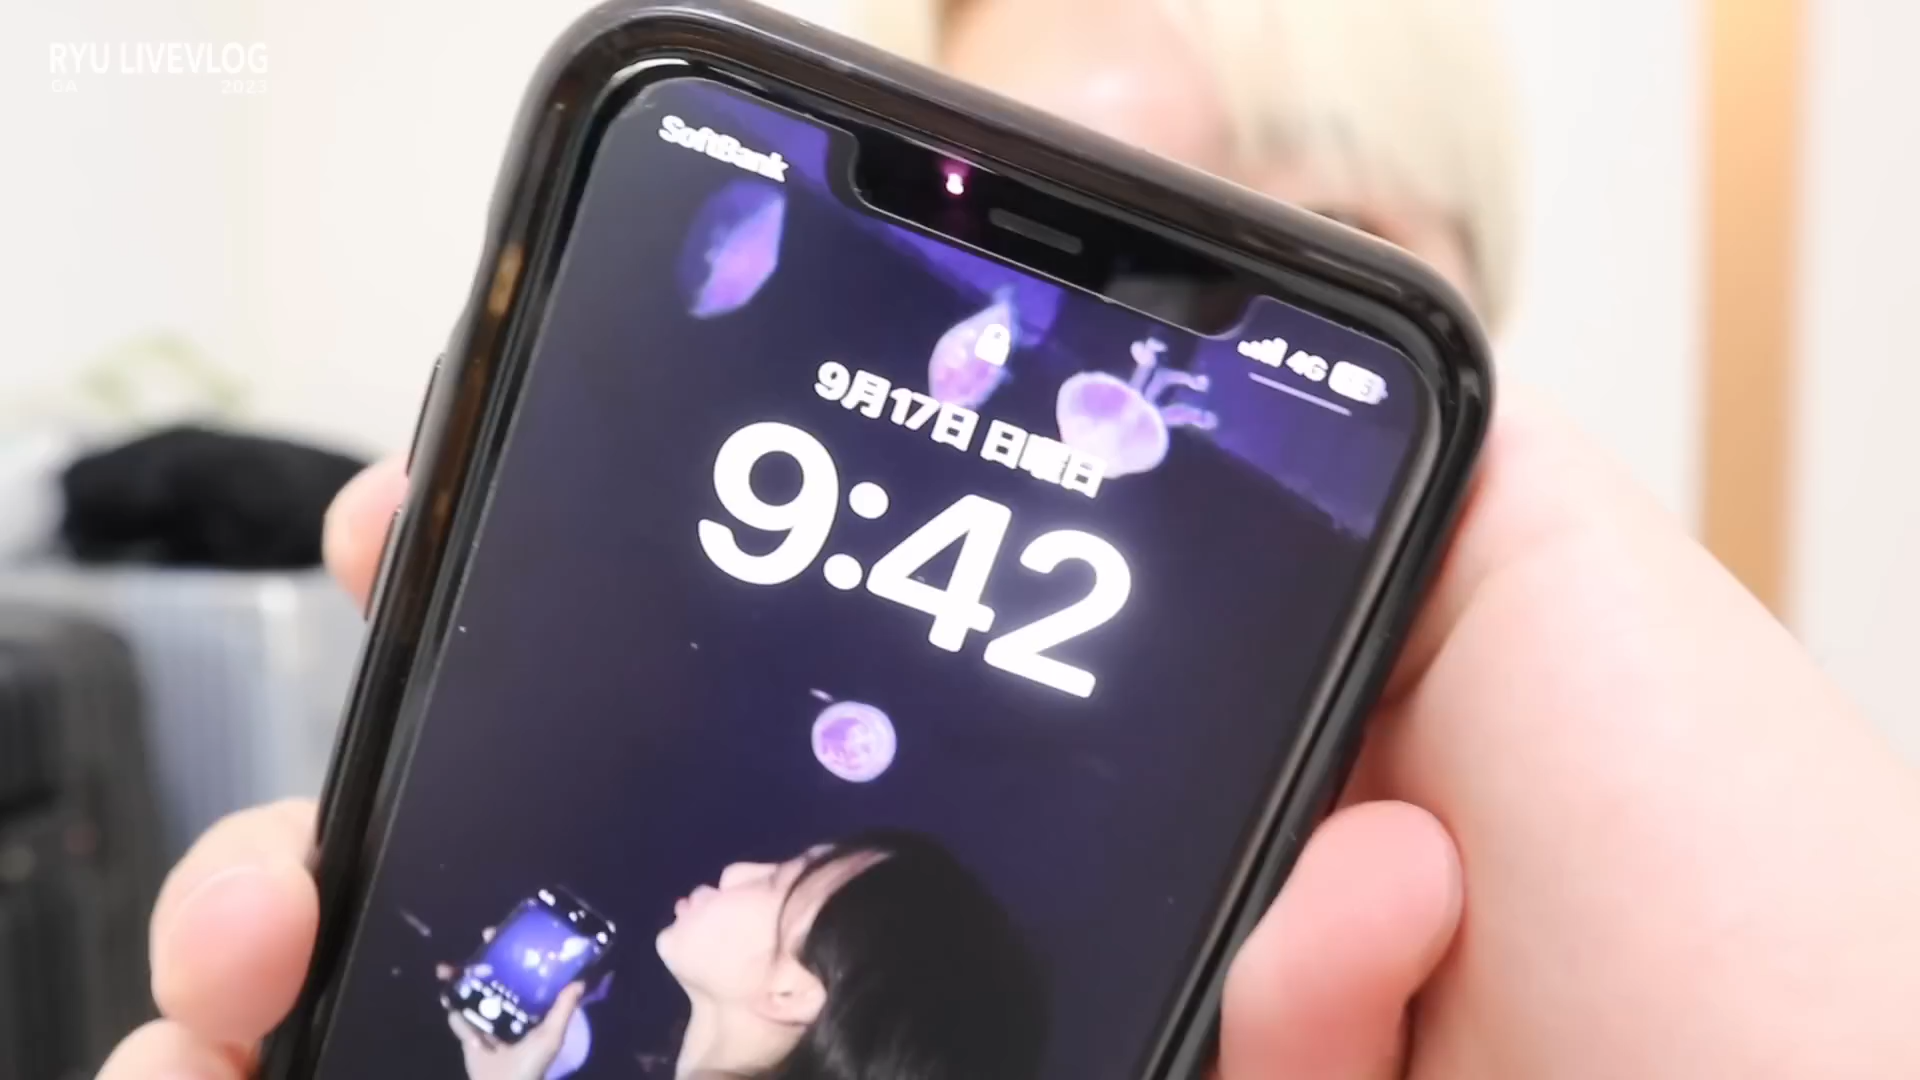 RYU LIVEVLOG
CA 2023
SoftBank
4G
9月17日 日曜日
9:42